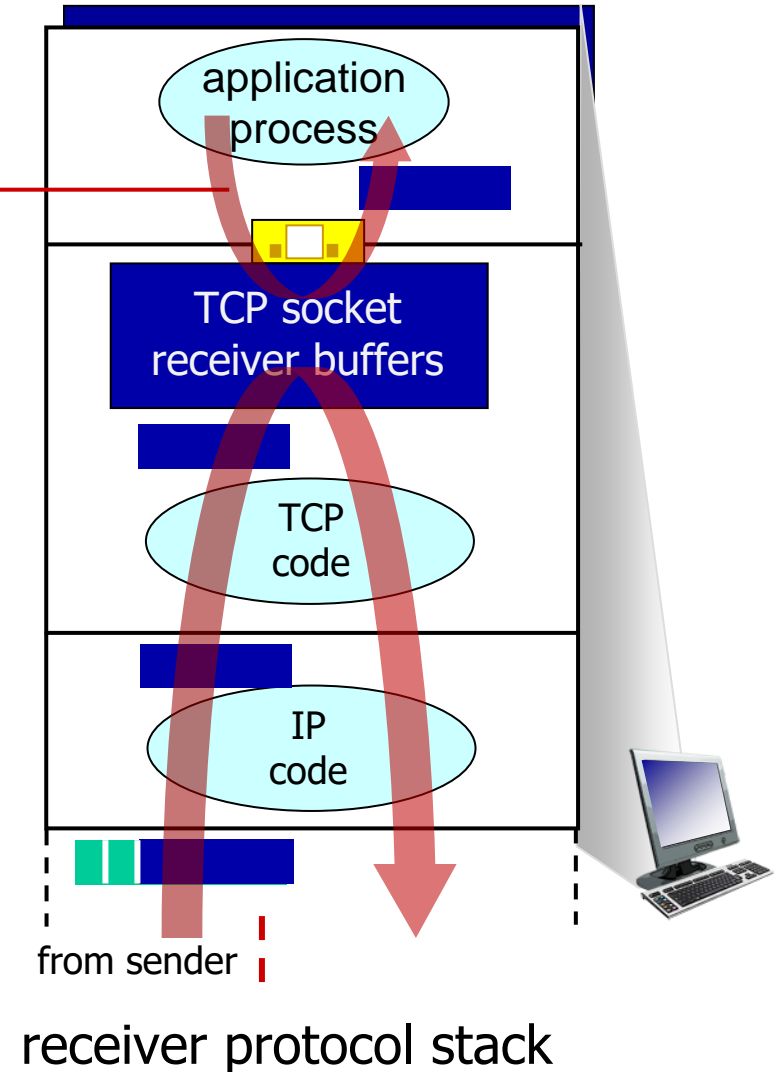 application
process
TCP socket
receiver buffers
TCP
code
IP
code
from sender
receiver protocol stack